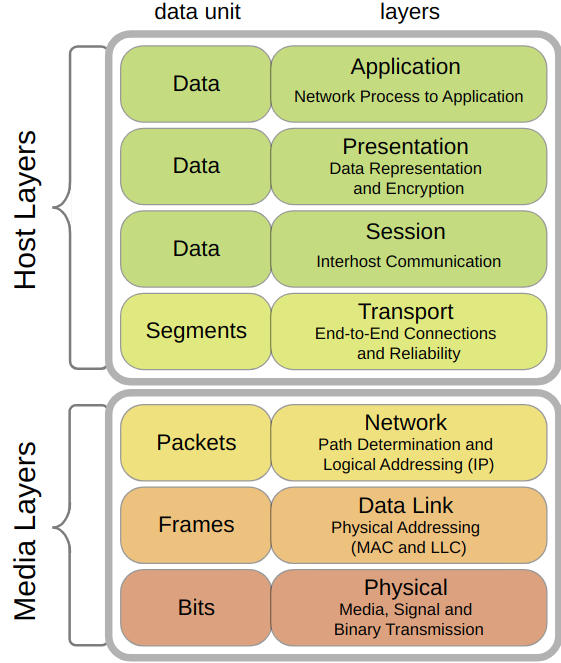 data unit
layers
Host Layers
Data
Application
Network Process to Application
Data
Presentation
Data Representation
and Encryption
Data
Session
Interhost Communication
Segments
Transport
End-to-End Connections
and Reliability
Media Layers
Packets
Network
Path Determination and
Logical Addressing (IP)
Frames
Data Link
Physical Addressing
(MAC and LLC)
Bits
Physical
Media, Signal and
Binary Transmission